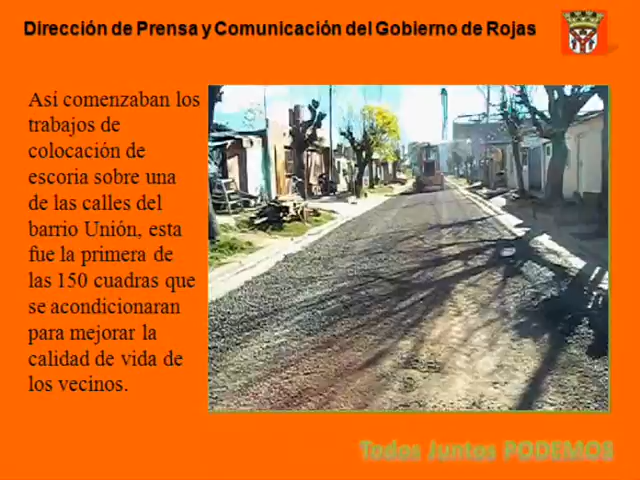 Dirección de Prensa y Comunicación del Gobierno de Rojas
Así comenzaban los
trabajos de
colocación de
escoria sobre una
de las calles del
barrio Unión, esta
fue la primera de
las 150 cuadras que
se acondicionaran
para mejorar la
calidad de vida de
los vecinos.
Todos Juntos PODEMOS